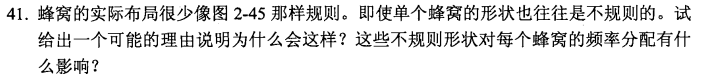 41. 蜂窝的实际布局很少像图 2-45 那样规则。即使单个蜂窝的形状也往往是不规则的。试
给出一个可能的理由说明为什么会这样？这些不规则形状对每个蜂窝的频率分配有什
么影响？